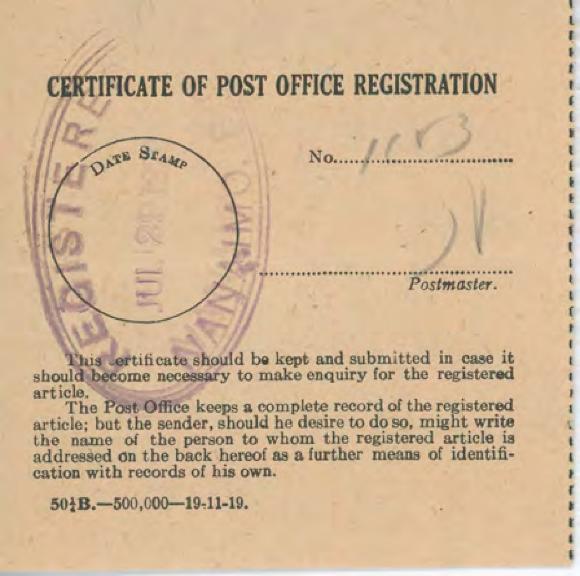 CERTIFICATE OF POST OFFICE REGISTRATION
DATE STAMP
No.
REGISTERED
JUL
NANAIMO, B
Postmaster.
This certificate should be kept and submitted in case it
should become necessary to make enquiry for the registered
article.
The Post Office keeps a complete record of the registered
article; but the sender, should he desire to do so, might write
the name of the person to whom the registered article is
addressed on the back hereof as a further means of identifi-
cation with records of his own.
50½B.—500,000—19-11-19.